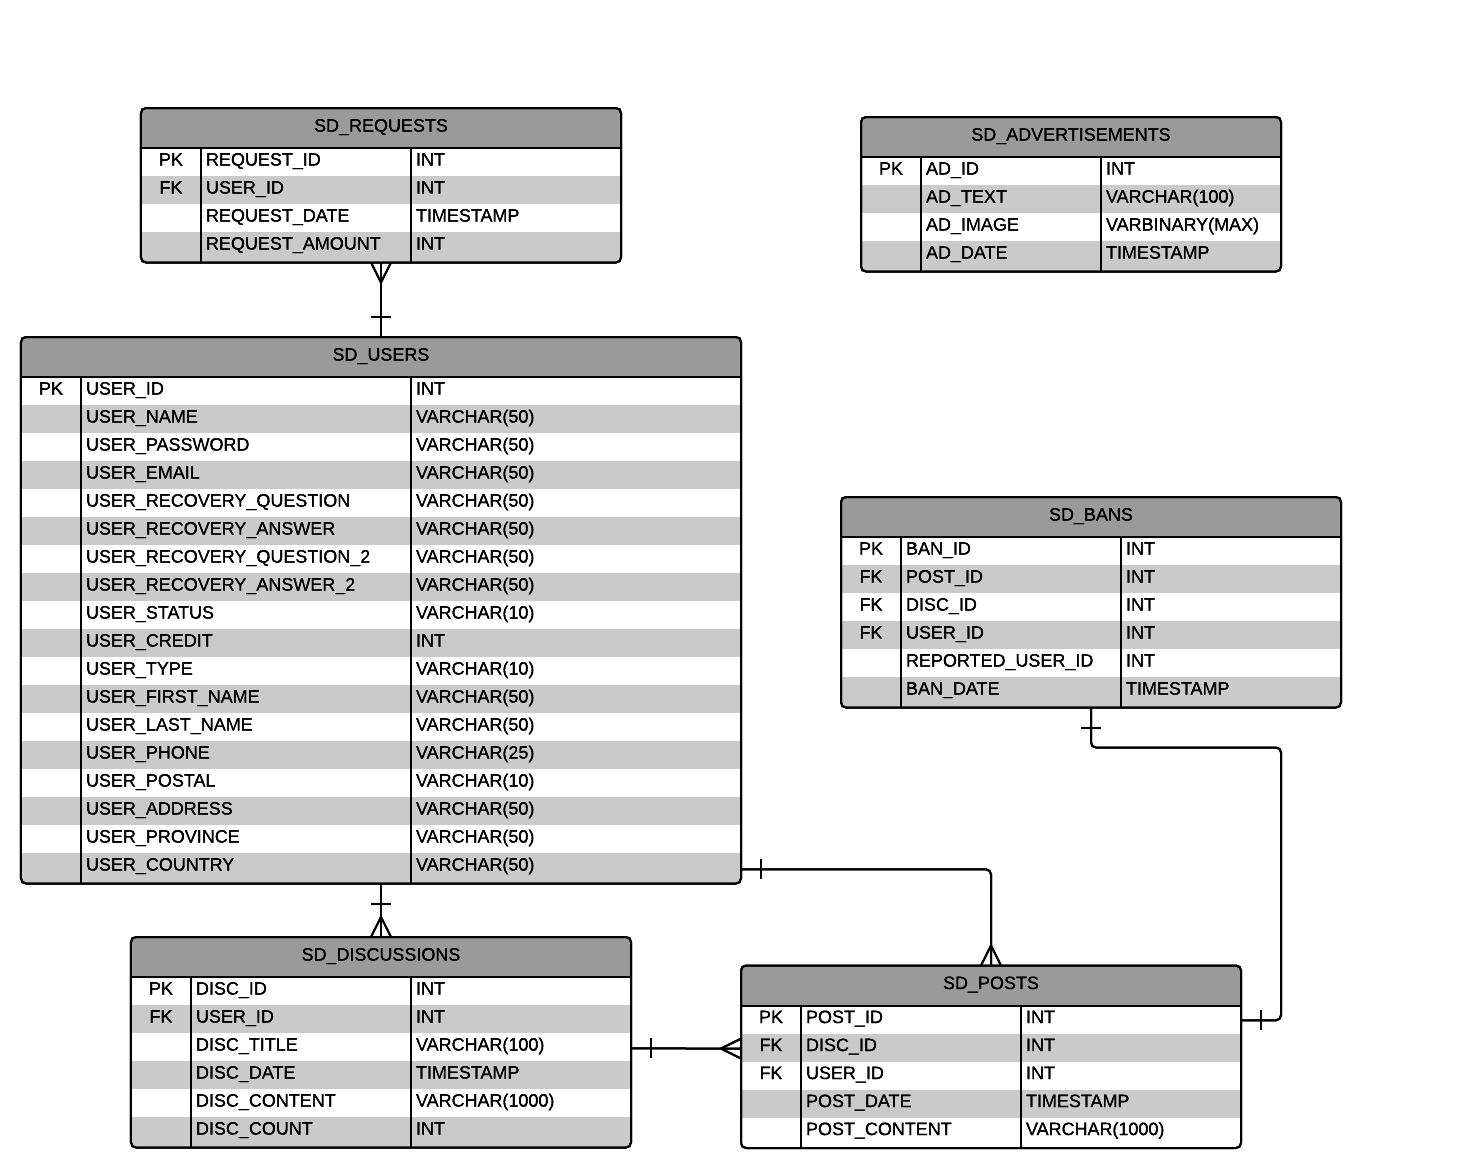 SD_REQUESTS
PK REQUEST_ID INT
FK USER_ID INT
REQUEST_DATE TIMESTAMP
REQUEST_AMOUNT INT
SD_ADVERTISEMENTS
PK AD_ID INT
AD_TEXT VARCHAR(100)
AD_IMAGE VARBINARY(MAX)
AD_DATE TIMESTAMP
SD_USERS
PK USER_ID INT
USER_NAME VARCHAR(50)
USER_PASSWORD VARCHAR(50)
USER_EMAIL VARCHAR(50)
USER_RECOVERY_QUESTION VARCHAR(50)
USER_RECOVERY_ANSWER VARCHAR(50)
USER_RECOVERY_QUESTION_2 VARCHAR(50)
USER_RECOVERY_ANSWER_2 VARCHAR(50)
USER_STATUS VARCHAR(10)
USER_CREDIT INT
USER_TYPE VARCHAR(10)
USER_FIRST_NAME VARCHAR(50)
USER_LAST_NAME VARCHAR(50)
USER_PHONE VARCHAR(25)
USER_POSTAL VARCHAR(10)
USER_ADDRESS VARCHAR(50)
USER_PROVINCE VARCHAR(50)
USER_COUNTRY VARCHAR(50)
SD_BANS
PK BAN_ID INT
FK POST_ID INT
FK DISC_ID INT
FK USER_ID INT
REPORTED_USER_ID INT
BAN_DATE TIMESTAMP
SD_DISCUSSIONS
PK DISC_ID INT
FK USER_ID INT
DISC_TITLE VARCHAR(100)
DISC_DATE TIMESTAMP
DISC_CONTENT VARCHAR(1000)
DISC_COUNT INT
SD_POSTS
PK POST_ID INT
FK DISC_ID INT
FK USER_ID INT
POST_DATE TIMESTAMP
POST_CONTENT VARCHAR(1000)